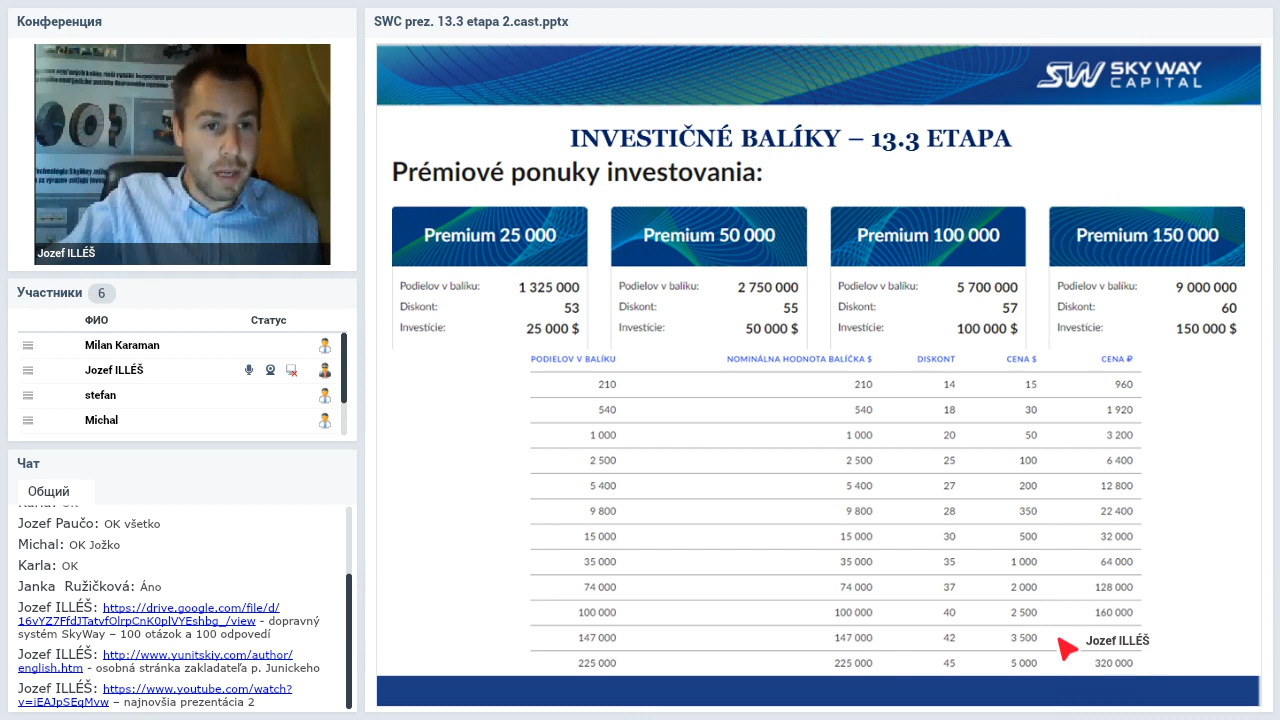 Конференция
Jozef ILLÉŠ
Участники 6
ФИО Статус
Milan Karaman
Jozef ILLÉŠ
stefan
Michal
Чат
Общий
Jozef Paučo: OK všetko
Michal: OK Jožko
Karla: OK
Janka Ružičková: Áno
Jozef ILLÉŠ: https://drive.google.com/file/d/
16vYZ7FfdJTatvfOlrpCnK0plVYEshbg_/view - dopravný
systém SkyWay – 100 otázok a 100 odpovedí
Jozef ILLÉŠ: http://www.yunitskiy.com/author/
english.htm - osobná stránka zakladateľa p. Junickeho
Jozef ILLÉŠ: https://www.youtube.com/watch?
v=iEAJpSEqMvw – najnovšia prezentácia 2
SWC prez. 13.3 etapa 2.cast.pptx
SW SKY WAY
CAPITAL
INVESTIČNÉ BALÍKY – 13.3 ETAPA
Prémiové ponuky investovania:
Premium 25 000
Podielov v balíku: 1 325 000
Diskont: 53
Investície: 25 000 $
Premium 50 000
Podielov v balíku: 2 750 000
Diskont: 55
Investície: 50 000 $
Premium 100 000
Podielov v balíku: 5 700 000
Diskont: 57
Investície: 100 000 $
Premium 150 000
Podielov v balíku: 9 000 000
Diskont: 60
Investície: 150 000 $
PODIELOV V BALÍKU NOMINÁLNA HODNOTA BALÍČKA $ DISKONT CENA $ CENA ₽
210 210 14 15 960
540 540 18 30 1 920
1 000 1 000 20 50 3 200
2 500 2 500 25 100 6 400
5 400 5 400 27 200 12 800
9 800 9 800 28 350 22 400
15 000 15 000 30 500 32 000
35 000 35 000 35 1 000 64 000
74 000 74 000 37 2 000 128 000
100 000 100 000 40 2 500 160 000
147 000 147 000 42 3 500 Jozef ILLÉŠ
225 000 225 000 45 5 000 320 000